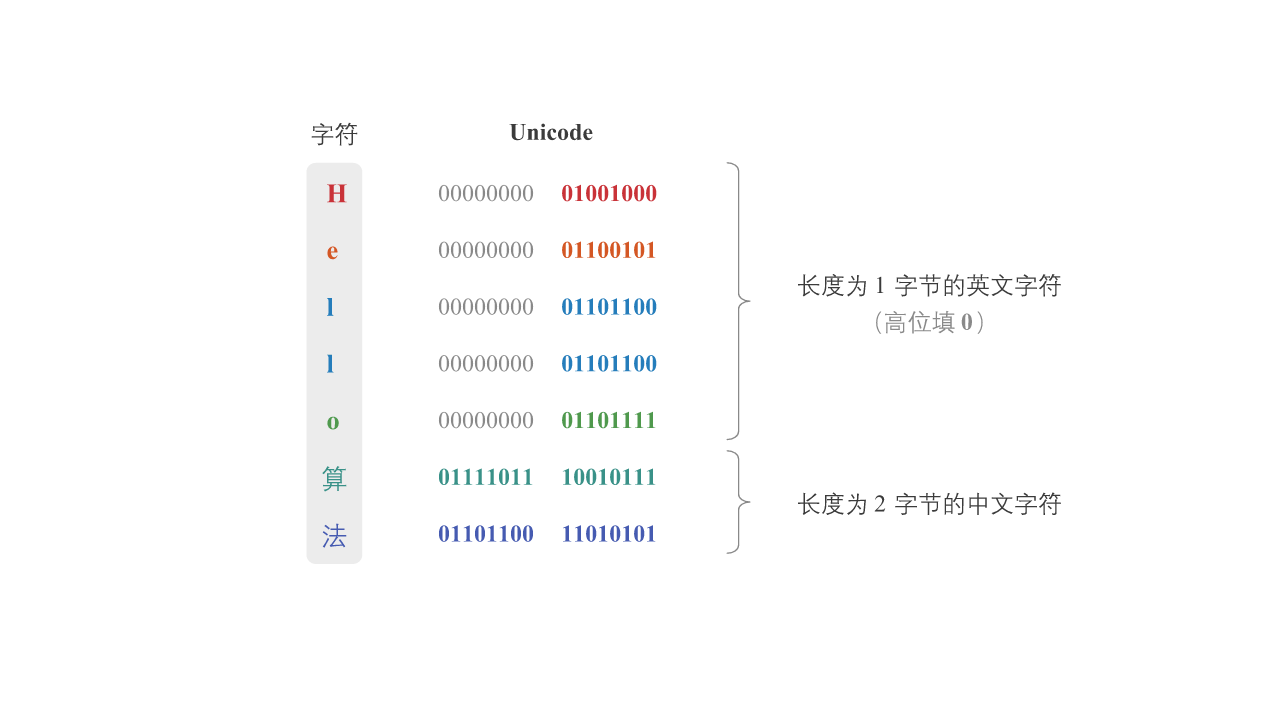 字符 Unicode
H 00000000 01001000
e 00000000 01100101
l 00000000 01101100
l 00000000 01101100
o 00000000 01101111
算 01111011 10010111
法 01101100 11010101
长度为 1 字节的英文字符
（高位填 0）
长度为 2 字节的中文字符